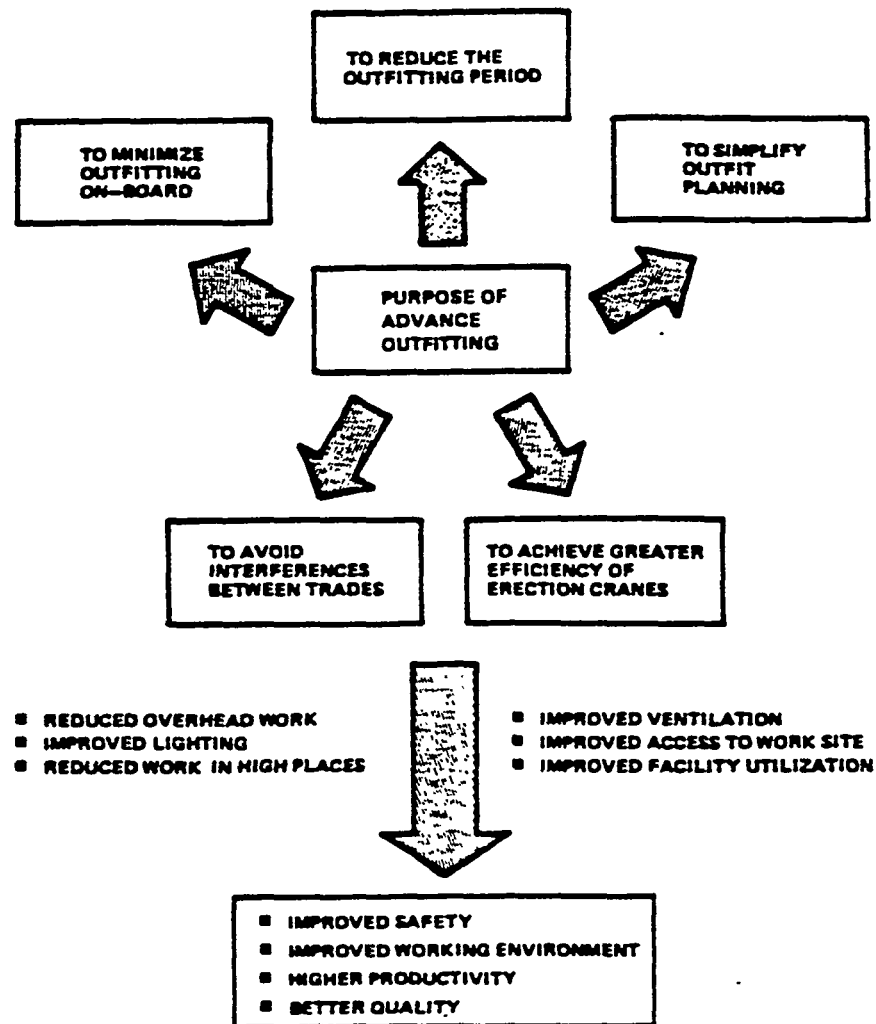 TO REDUCE THE
OUTFITTING PERIOD
TO MINIMIZE
OUTFITTING
ON-BOARD
TO SIMPLIFY
OUTFIT
PLANNING
PURPOSE OF
ADVANCE
OUTFITTING
TO AVOID
INTERFERENCES
BETWEEN TRADES
TO ACHIEVE GREATER
EFFICIENCY OF
ERECTION CRANES
■ REDUCED OVERHEAD WORK
■ IMPROVED LIGHTING
■ REDUCED WORK IN HIGH PLACES
■ IMPROVED VENTILATION
■ IMPROVED ACCESS TO WORK SITE
■ IMPROVED FACILITY UTILIZATION
■ IMPROVED SAFETY
■ IMPROVED WORKING ENVIRONMENT
■ HIGHER PRODUCTIVITY
■ BETTER QUALITY